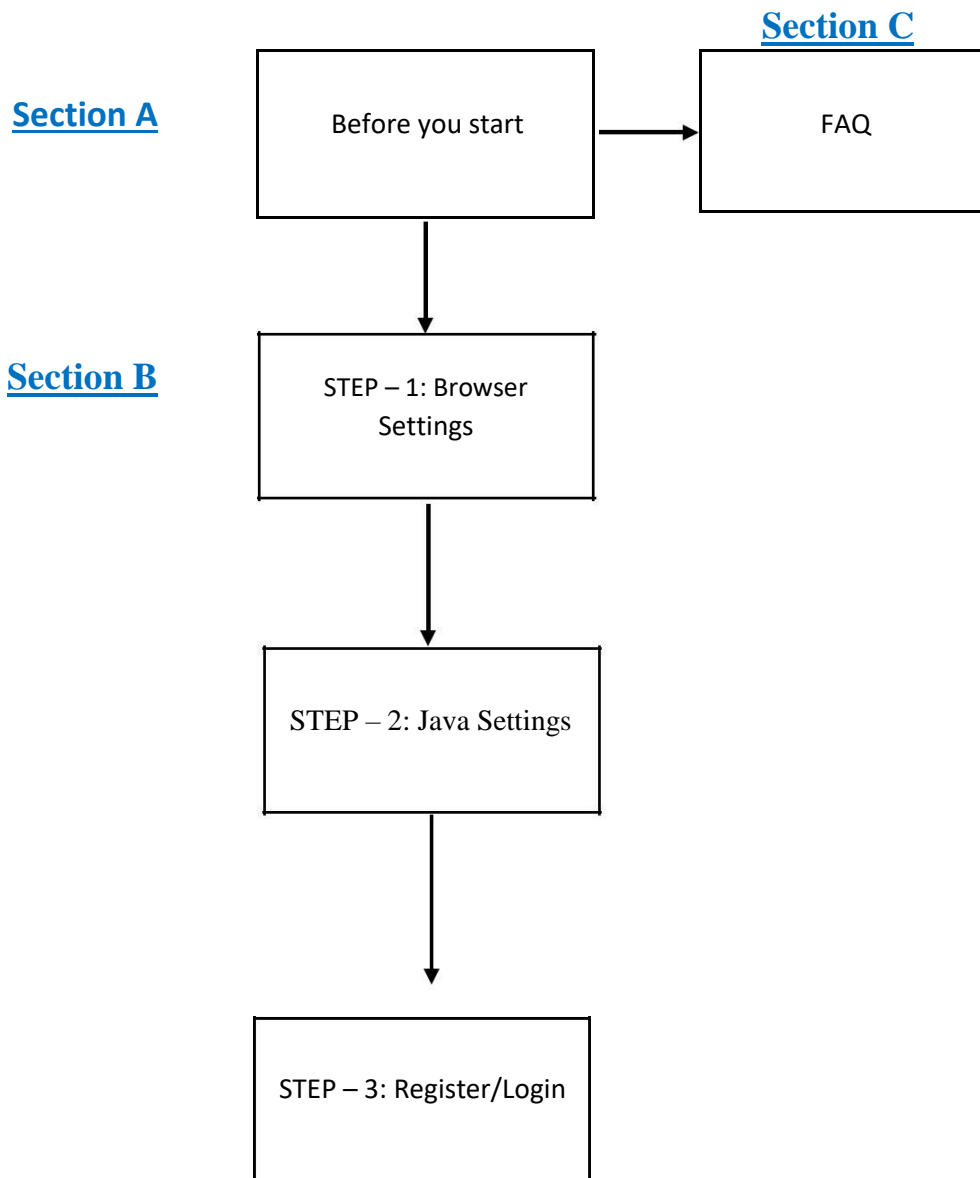 Section C
Section A
Before you start
FAQ
Section B
STEP – 1: Browser
Settings
STEP – 2: Java Settings
STEP – 3: Register/Login